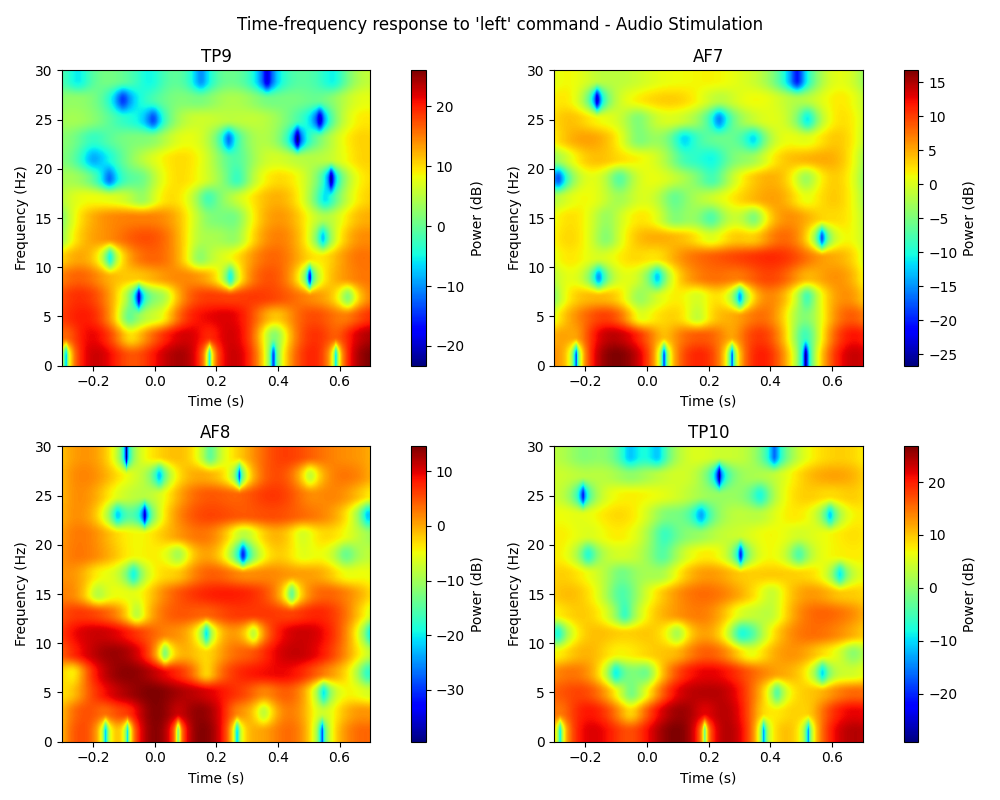 Time-frequency response to 'left' command - Audio Stimulation
TP9
30
25
20
15
10
5
0
Frequency (Hz)
−0.2 0.0 0.2 0.4 0.6
Time (s)
20
10
0
−10
−20
Power (dB)
AF7
30
25
20
15
10
5
0
Frequency (Hz)
−0.2 0.0 0.2 0.4 0.6
Time (s)
15
10
5
0
−5
−10
−15
−20
−25
Power (dB)
AF8
30
25
20
15
10
5
0
Frequency (Hz)
−0.2 0.0 0.2 0.4 0.6
Time (s)
10
0
−10
−20
−30
Power (dB)
TP10
30
25
20
15
10
5
0
Frequency (Hz)
−0.2 0.0 0.2 0.4 0.6
Time (s)
20
10
0
−10
−20
Power (dB)